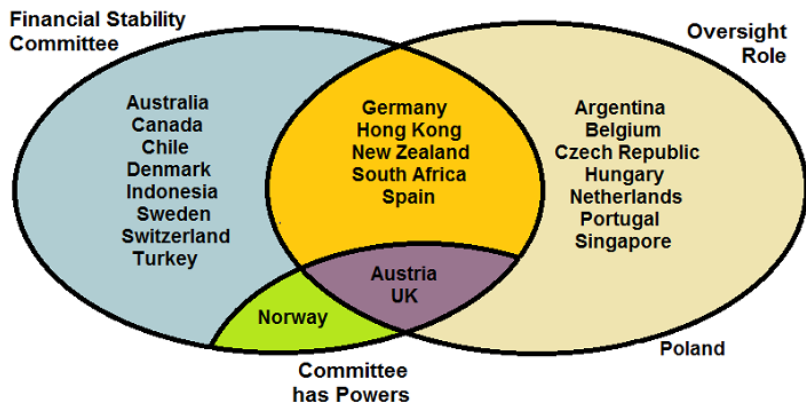 Financial Stability
Committee
Oversight
Role
Australia
Canada
Chile
Denmark
Indonesia
Sweden
Switzerland
Turkey
Germany
Hong Kong
New Zealand
South Africa
Spain
Argentina
Belgium
Czech Republic
Hungary
Netherlands
Portugal
Singapore
Austria
UK
Norway
Poland
Committee
has Powers